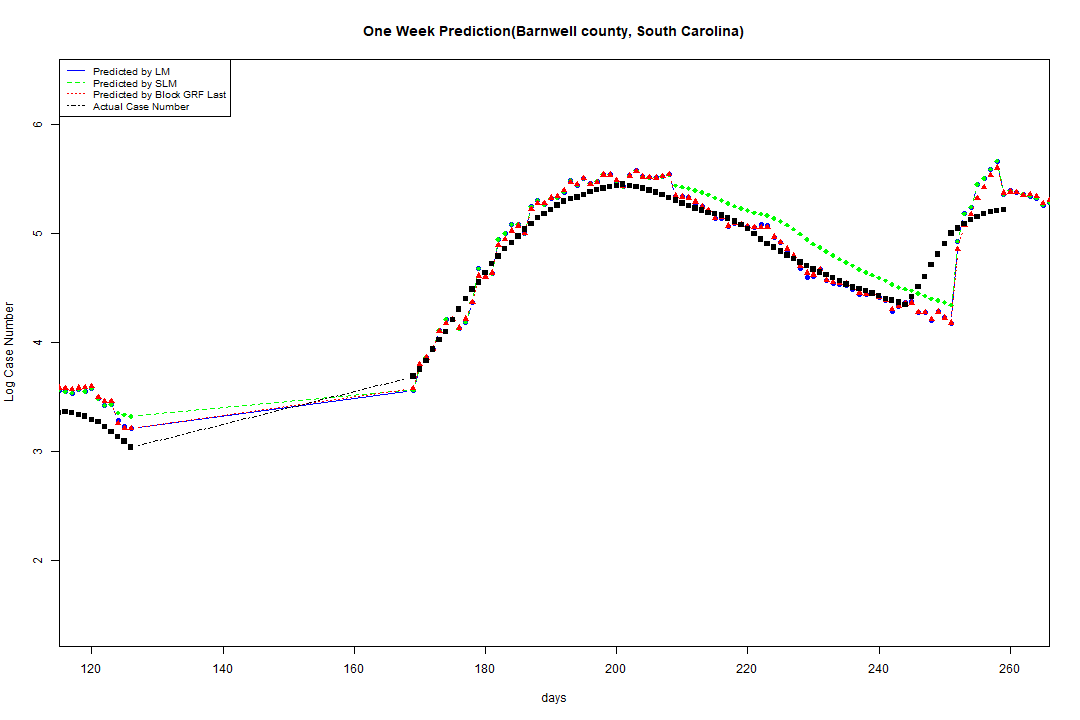 One Week Prediction(Barnwell county, South Carolina)
Predicted by LM
Predicted by SLM
Predicted by Block GRF Last
Actual Case Number
6
5
4
3
2
Log Case Number
120 140 160 180 200 220 240 260
days